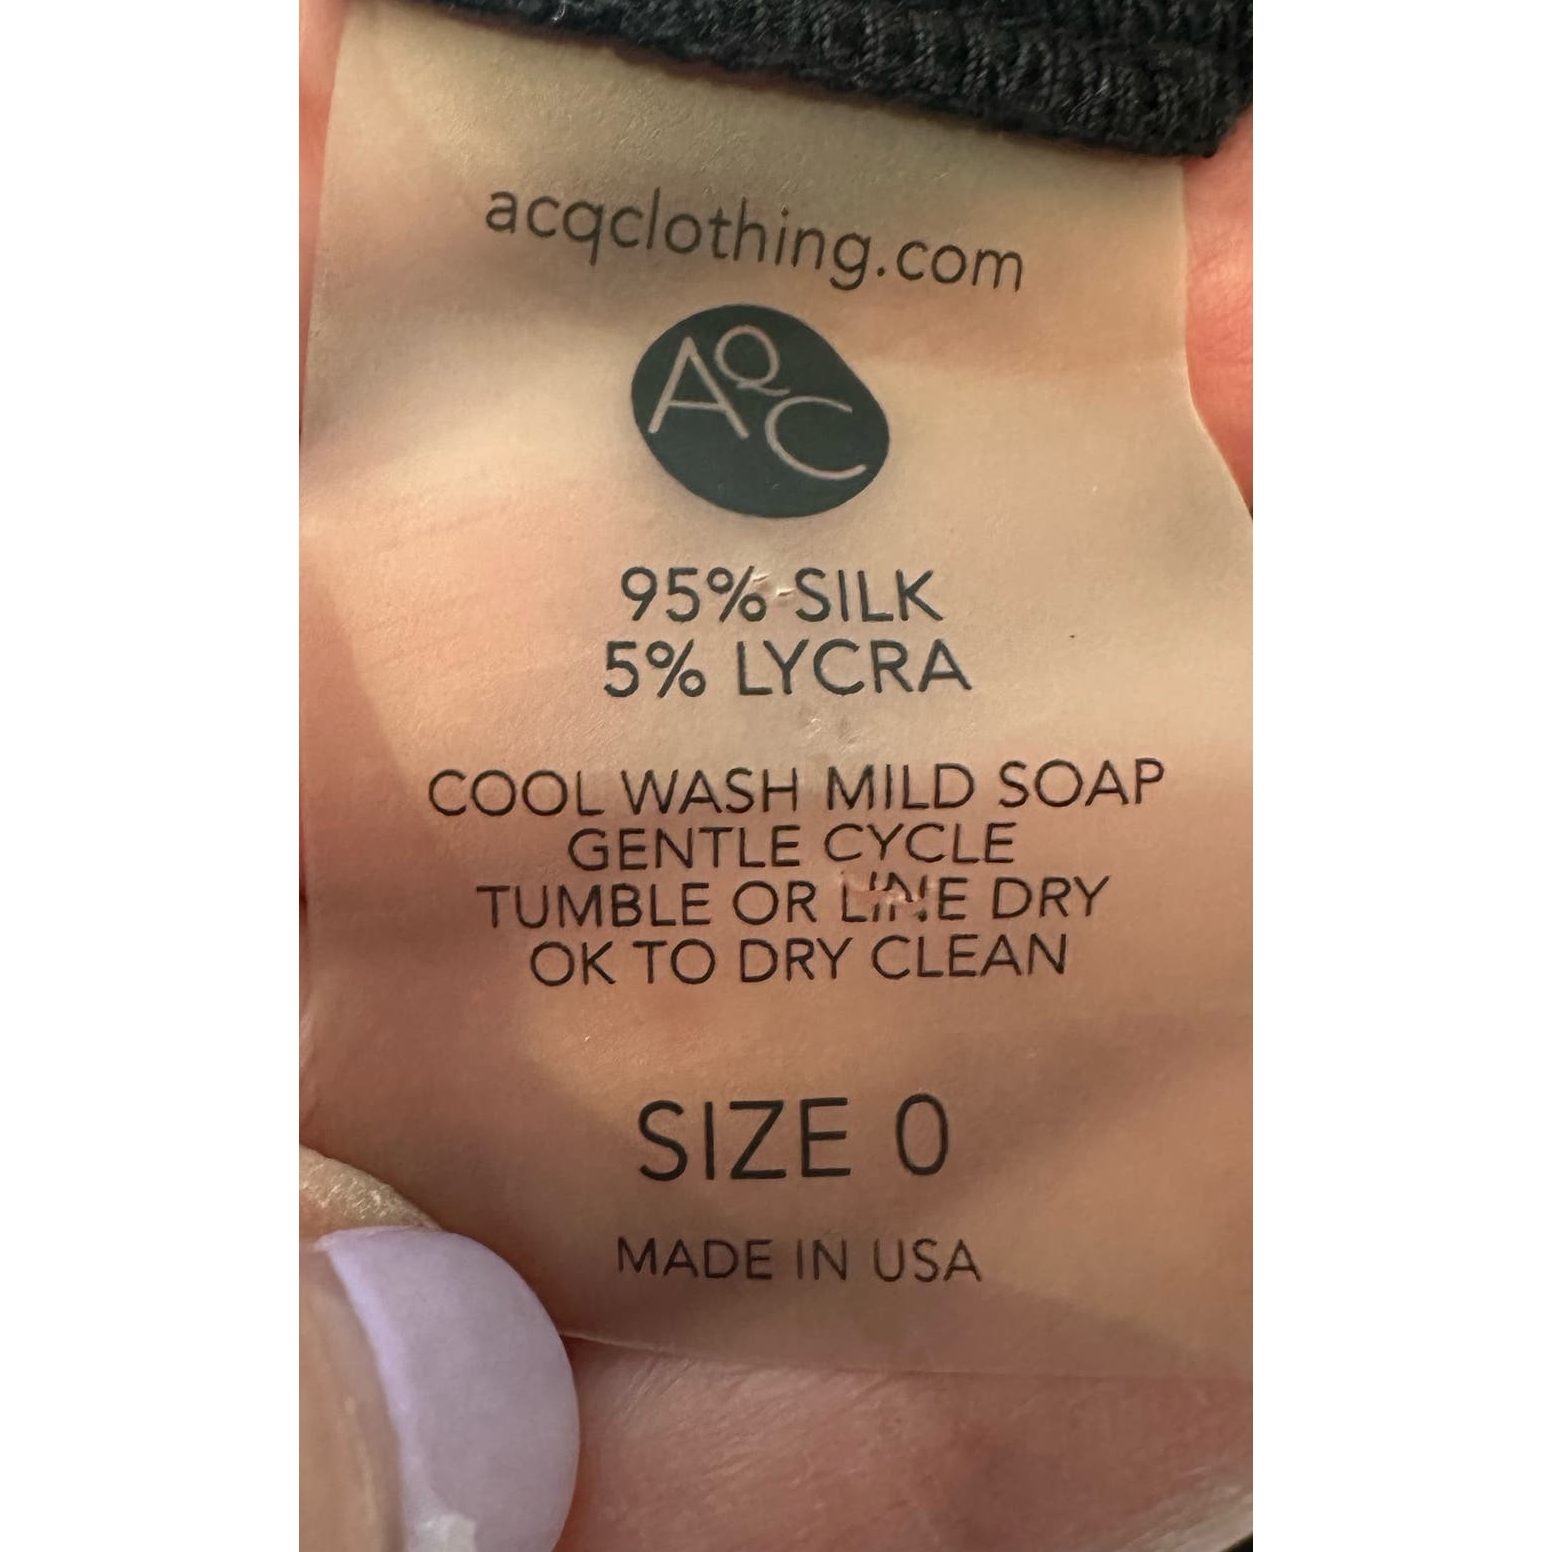 acqclothing.com
AQC
95% SILK
5% LYCRA
COOL WASH MILD SOAP
GENTLE CYCLE
TUMBLE OR LINE DRY
OK TO DRY CLEAN
SIZE 0
MADE IN USA